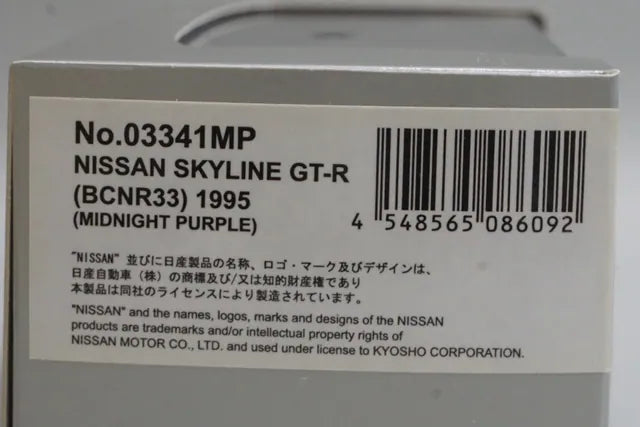 No.03341MP
NISSAN SKYLINE GT-R
(BCNR33) 1995
(MIDNIGHT PURPLE)
4 548565 086092
"NISSAN" 並びに日産製品の名称、ロゴ・マーク及びデザインは、
日産自動車（株）の商標及び/又は知的財産権であり
本製品は同社のライセンスにより製造されています。
"NISSAN" and the names, logos, marks and designs of the NISSAN
products are trademarks and/or intellectual property rights of
NISSAN MOTOR CO., LTD. and used under license to KYOSHO CORPORATION.